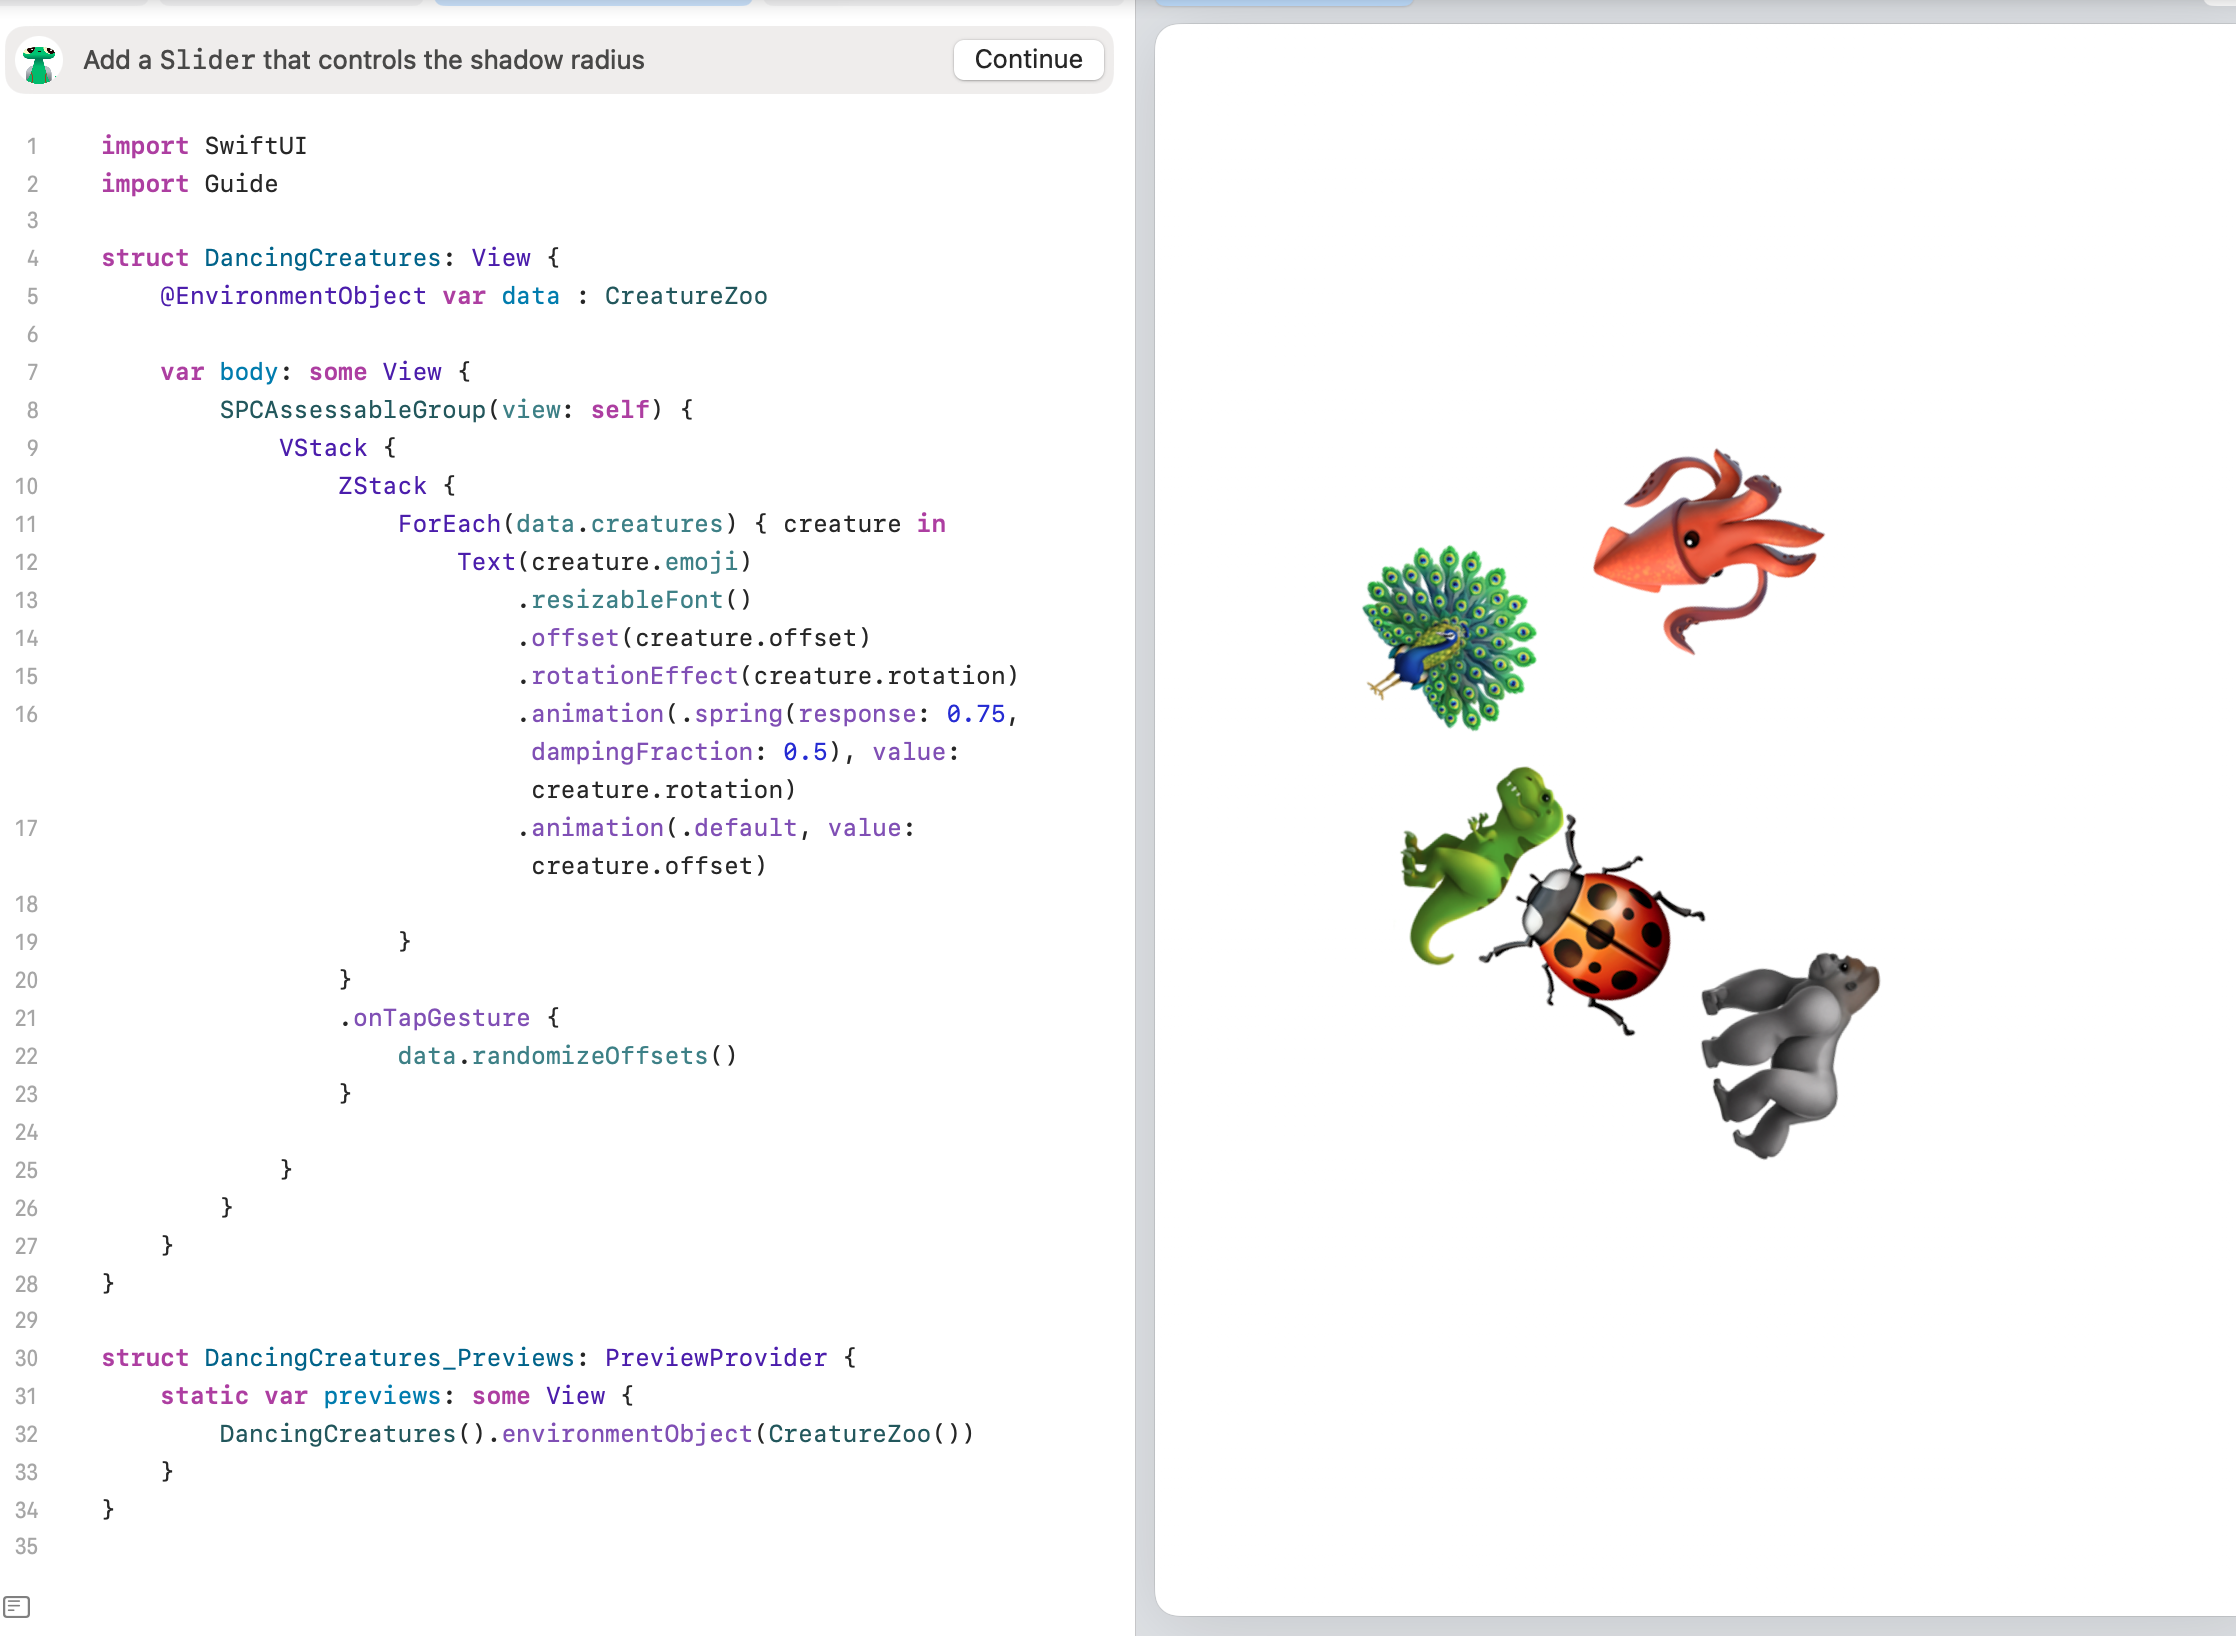 Add a Slider that controls the shadow radius
Continue
1 import SwiftUI
2 import Guide
3
4 struct DancingCreatures: View {
5 @EnvironmentObject var data : CreatureZoo
6
7 var body: some View {
8 SPCAssessableGroup(view: self) {
9 VStack {
10 ZStack {
11 ForEach(data.creatures) { creature in
12 Text(creature.emoji)
13 .resizableFont()
14 .offset(creature.offset)
15 .rotationEffect(creature.rotation)
16 .animation(.spring(response: 0.75,
dampingFraction: 0.5), value:
creature.rotation)
17 .animation(.default, value:
creature.offset)
18
19 }
20 }
21 .onTapGesture {
22 data.randomizeOffsets()
23 }
24
25 }
26 }
27 }
28 }
29
30 struct DancingCreatures_Previews: PreviewProvider {
31 static var previews: some View {
32 DancingCreatures().environmentObject(CreatureZoo())
33 }
34 }
35